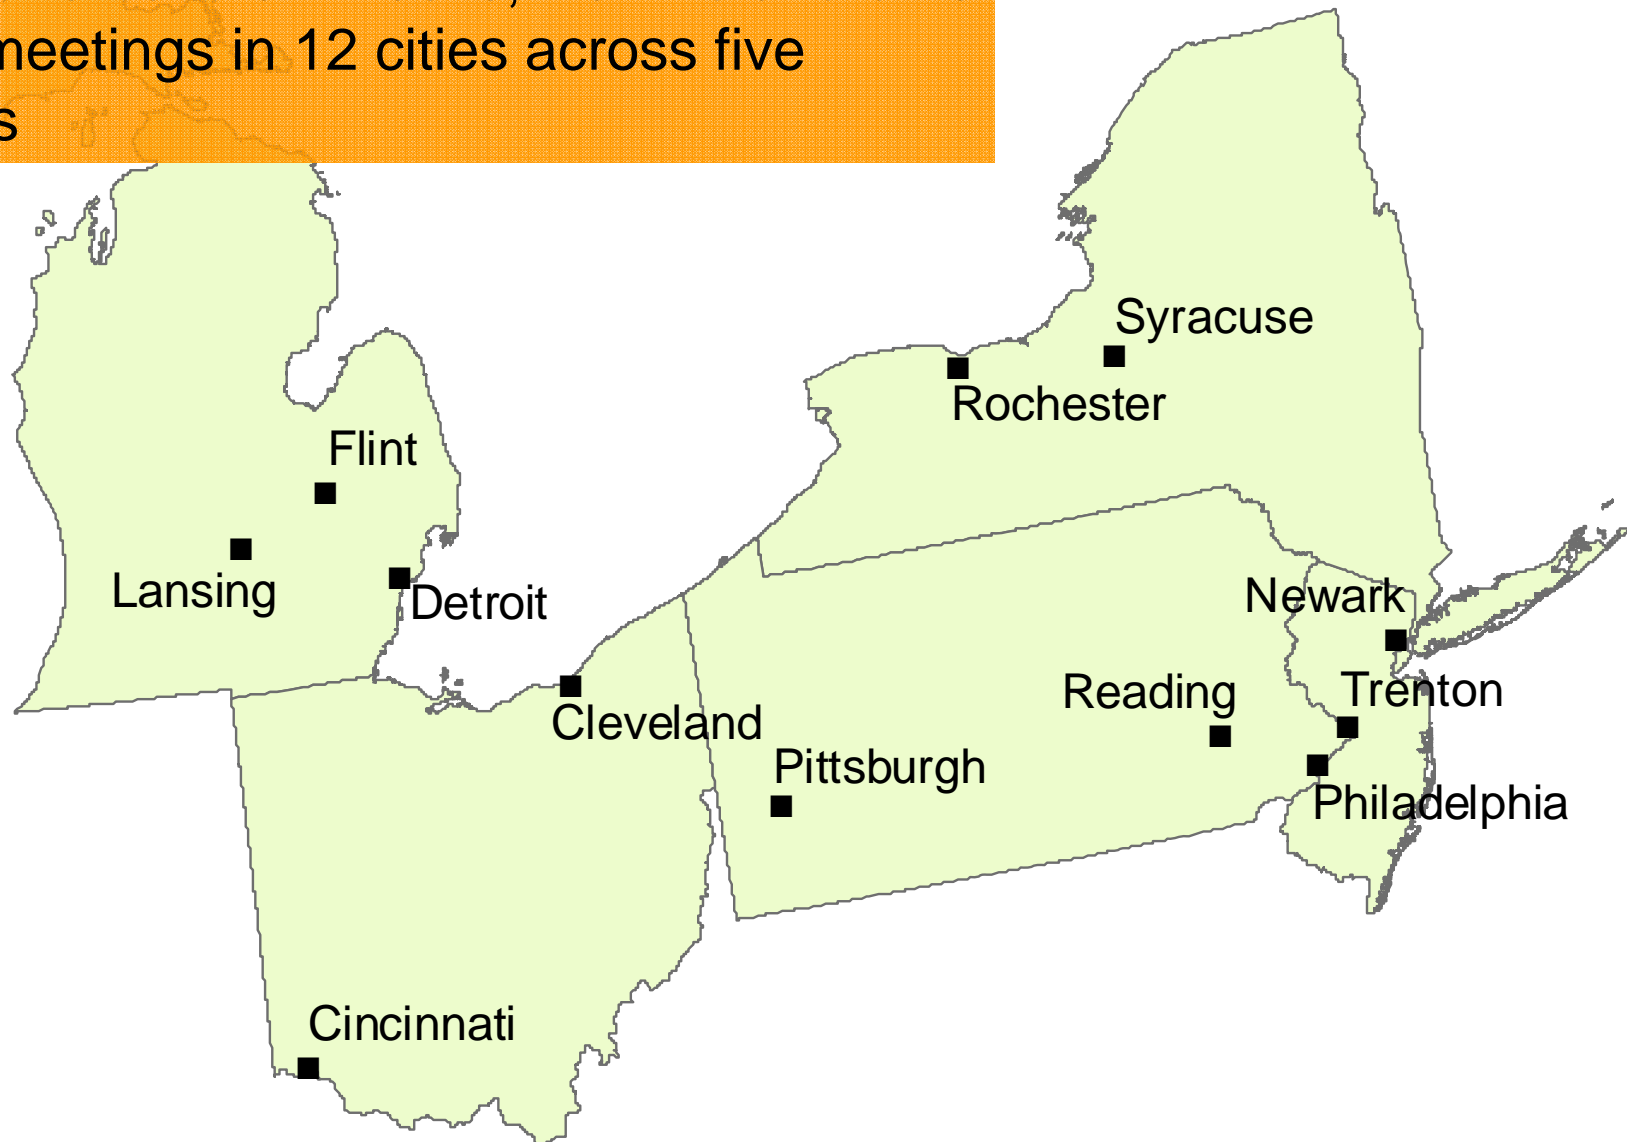 meetings in 12 cities across five
s
Syracuse
Rochester
Flint
Lansing
Detroit
Newark
Reading
Trenton
Cleveland
Pittsburgh
Philadelphia
Cincinnati